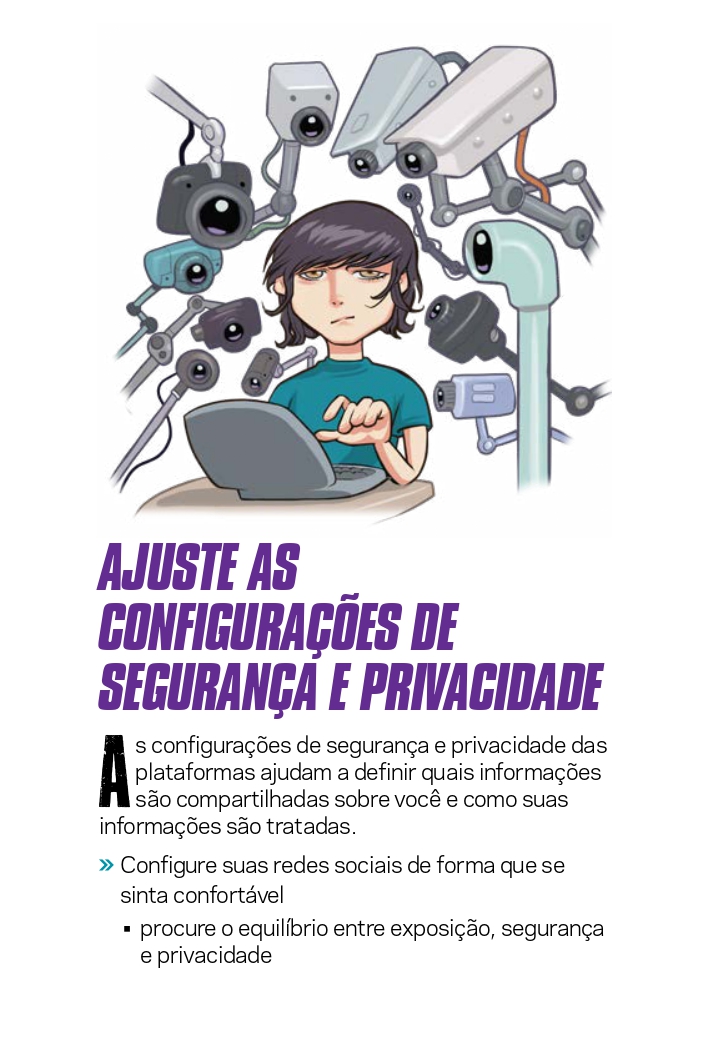 AJUSTE AS
CONFIGURAÇÕES DE
SEGURANÇA E PRIVACIDADE
As configurações de segurança e privacidade das
plataformas ajudam a definir quais informações
são compartilhadas sobre você e como suas
informações são tratadas.
» Configure suas redes sociais de forma que se
sinta confortável
▪ procure o equilíbrio entre exposição, segurança
e privacidade